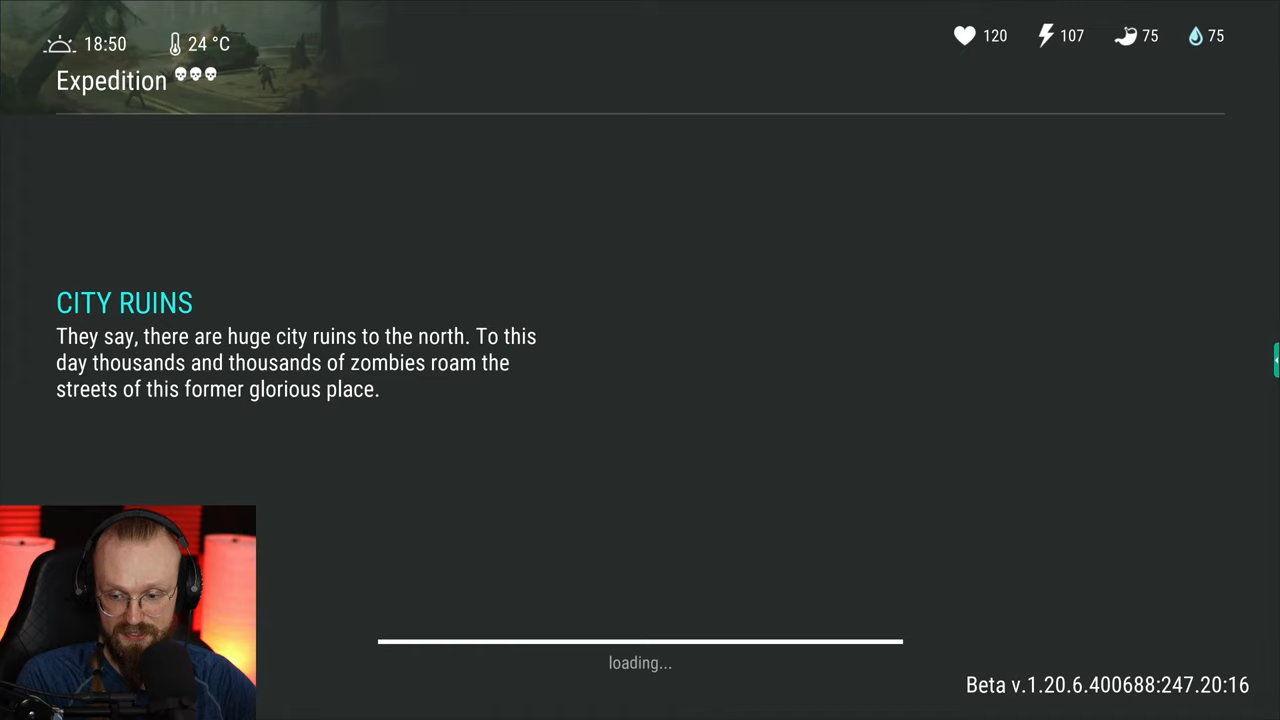 18:50
24 °C
120
107
75
75
Expedition
CITY RUINS
They say, there are huge city ruins to the north. To this
day thousands and thousands of zombies roam the
streets of this former glorious place.
loading...
Beta v.1.20.6.400688:247.20:16